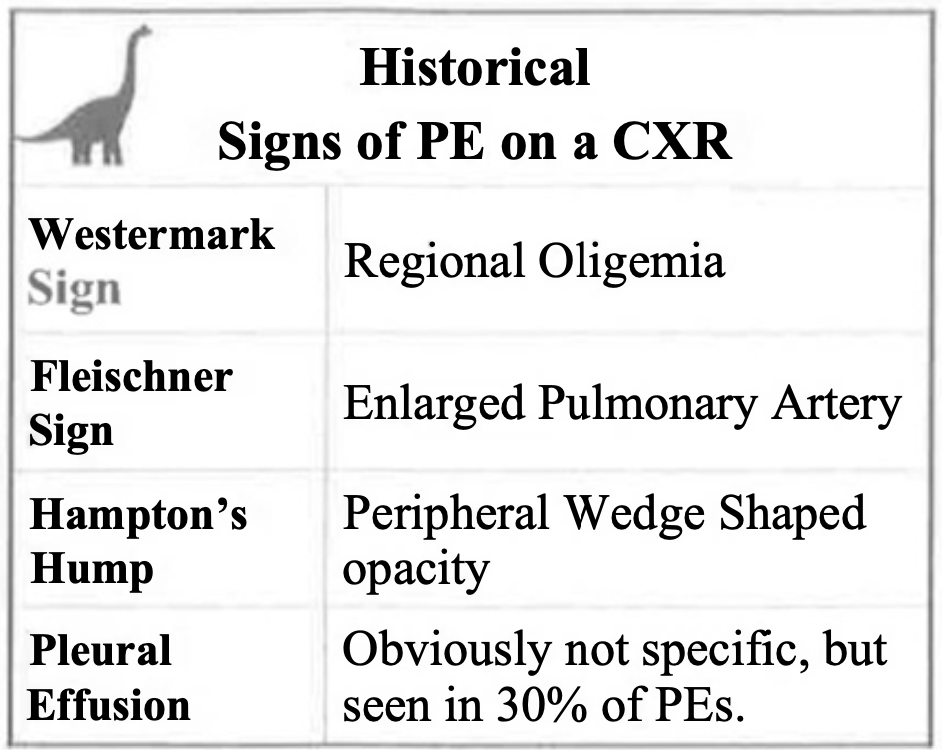 Historical
Signs of PE on a CXR
Westermark
Sign
Regional Oligemia
Fleischner
Sign
Enlarged Pulmonary Artery
Hampton’s
Hump
Peripheral Wedge Shaped
opacity
Pleural
Effusion
Obviously not specific, but
seen in 30% of PEs.